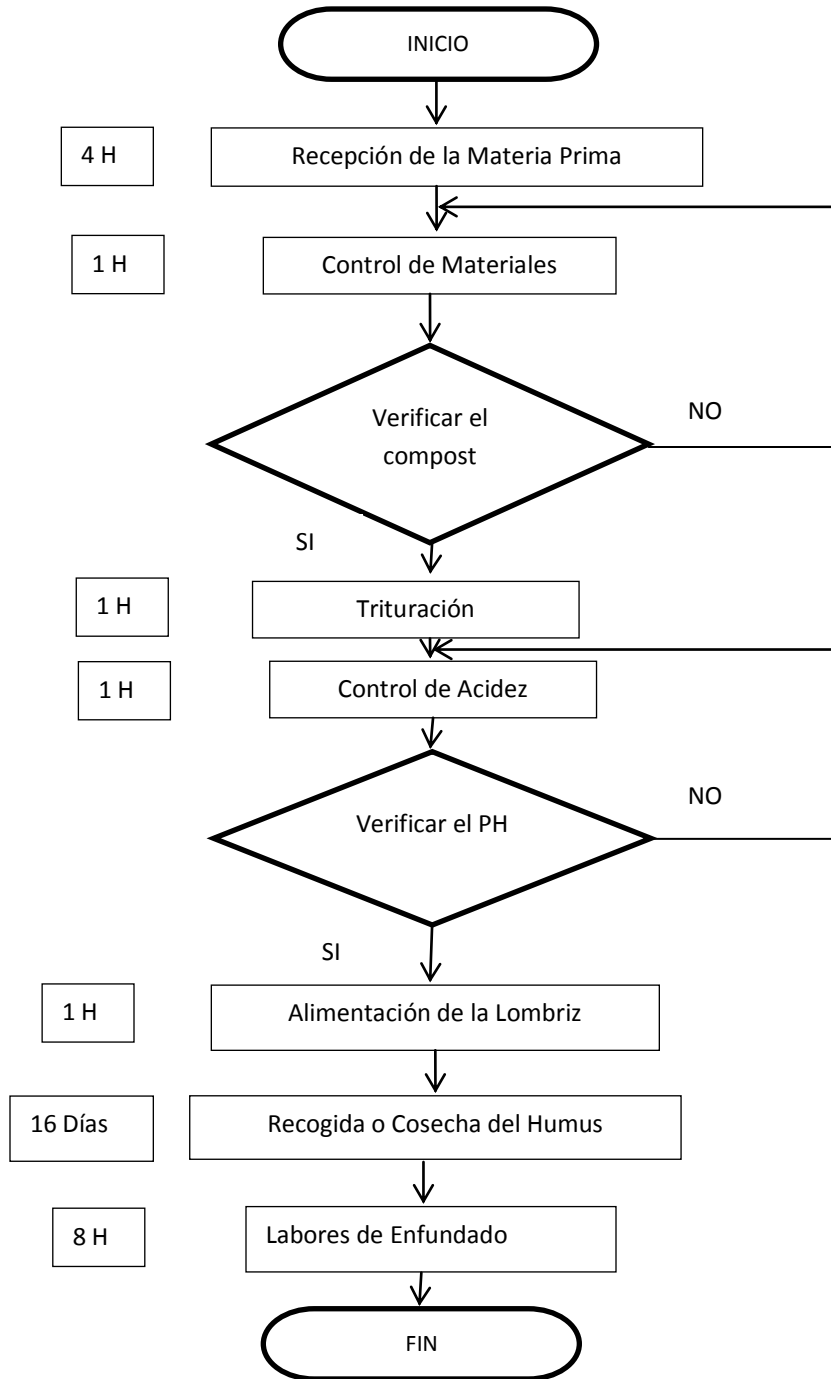 INICIO
4 H
Recepción de la Materia Prima
1 H
Control de Materiales
Verificar el
compost
NO
SI
1 H
Trituración
1 H
Control de Acidez
Verificar el PH
NO
SI
1 H
Alimentación de la Lombriz
16 Días
Recogida o Cosecha del Humus
8 H
Labores de Enfundado
FIN